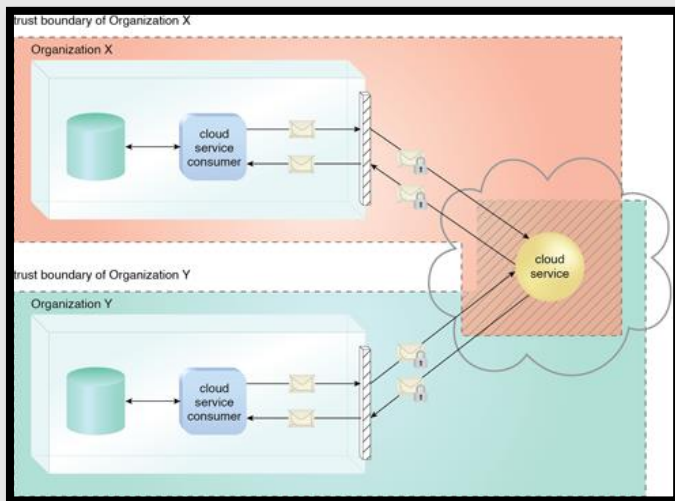 trust boundary of Organization X
Organization X
cloud
service
consumer
cloud
service
trust boundary of Organization Y
Organization Y
cloud
service
consumer